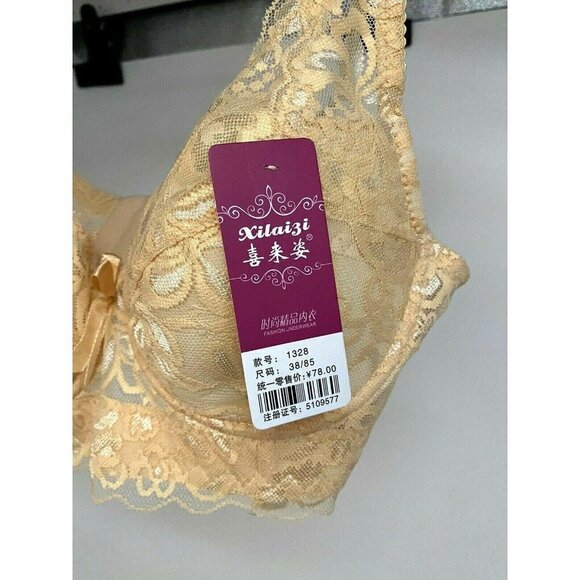 Xilaizi
喜来姿®
时尚精品内衣
FASHION UNDERWEAR
款号： 1328
尺码： 38/85
统一零售价:¥78.00
注册证号：5109577